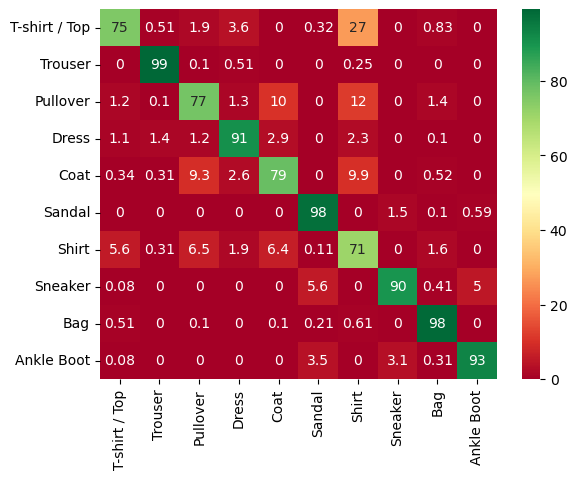 T-shirt / Top 75 0.51 1.9 3.6 0 0.32 27 0 0.83 0
Trouser 0 99 0.1 0.51 0 0 0.25 0 0 0
Pullover 1.2 0.1 77 1.3 10 0 12 0 1.4 0
Dress 1.1 1.4 1.2 91 2.9 0 2.3 0 0.1 0
Coat 0.34 0.31 9.3 2.6 79 0 9.9 0 0.52 0
Sandal 0 0 0 0 0 98 0 1.5 0.1 0.59
Shirt 5.6 0.31 6.5 1.9 6.4 0.11 71 0 1.6 0
Sneaker 0.08 0 0 0 0 5.6 0 90 0.41 5
Bag 0.51 0 0.1 0 0.1 0.21 0.61 0 98 0
Ankle Boot 0.08 0 0 0 0 3.5 0 3.1 0.31 93
T-shirt / Top
Trouser
Pullover
Dress
Coat
Sandal
Shirt
Sneaker
Bag
Ankle Boot
80
60
40
20
0